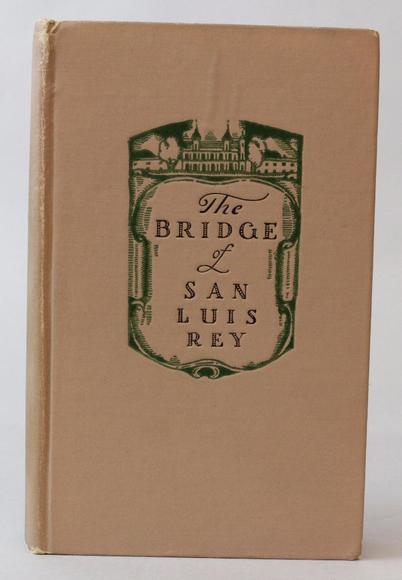 The
BRIDGE
of
SAN
LUIS
REY